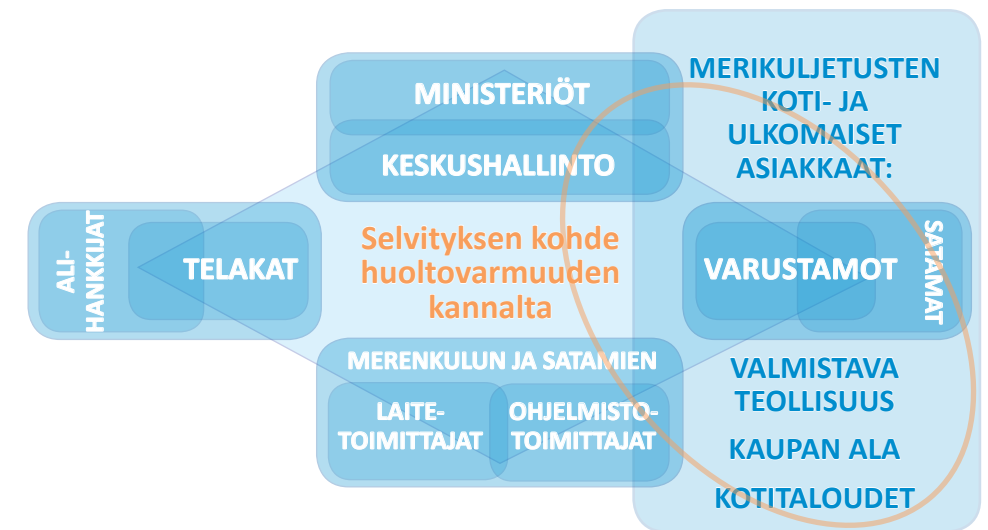 MINISTERIÖT
KESKUSHALLINTO
ALI-
HANKKIJAT
TELAKAT
Selvityksen kohde
huoltovarmuuden
kannalta
MERENKULUN JA SATAMIEN
LAITE-
TOIMITTAJAT
OHJELMISTO-
TOIMITTAJAT
MERIKULJETUSTEN
KOTI- JA
ULKOMAISET
ASIAKKAAT:
VARUSTAMOT
SATAMAT
VALMISTAVA
TEOLLISUUS
KAUPAN ALA
KOTITALOUDET